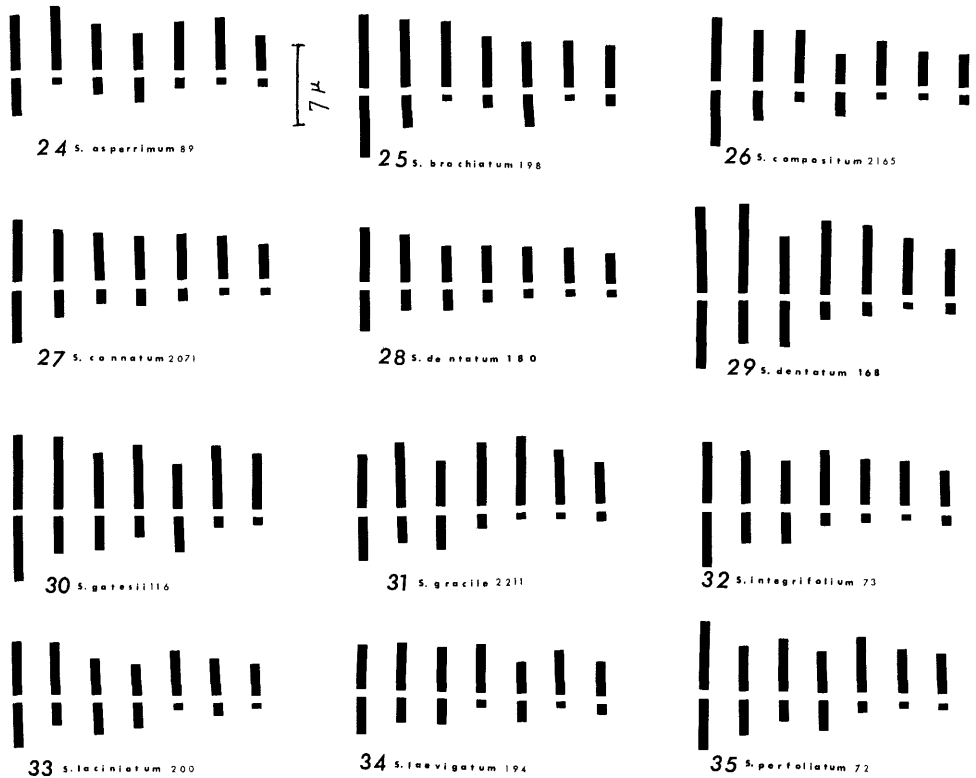 7 μ
24 S. asperrimum 89
25 S. brachiatum 198
26 S. compositum 2165
27 S. connatum 2071
28 S. dentatum 180
29 S. dentatum 168
30 S. gatesii 116
31 S. gracile 2211
32 S. integrifolium 73
33 S. laciniatum 200
34 S. laevigatum 194
35 S. perfoliatum 72